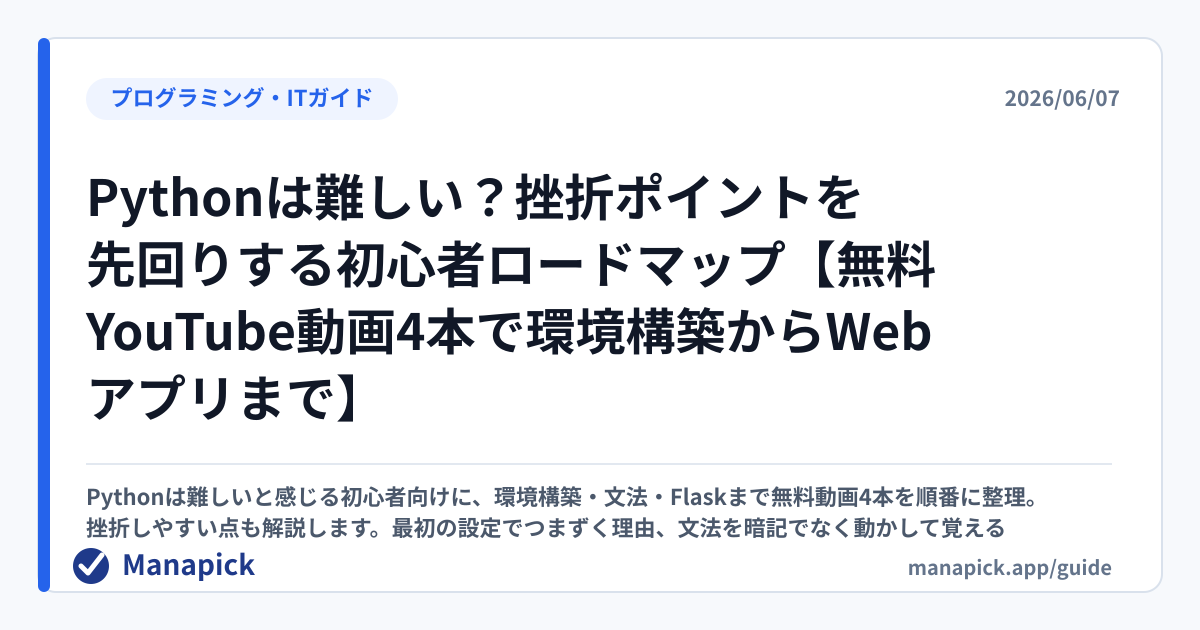 プログラミング・ITガイド
2026/06/07
Pythonは難しい？挫折ポイントを
先回りする初心者ロードマップ【無料
YouTube動画4本で環境構築からWeb
アプリまで】
Pythonは難しいと感じる初心者向けに、環境構築・文法・Flaskまで無料動画4本を順番に整理。
挫折しやすい点も解説します。最初の設定でつまずく理由、文法を暗記でなく動かして覚える
Manapick
manapick.app/guide